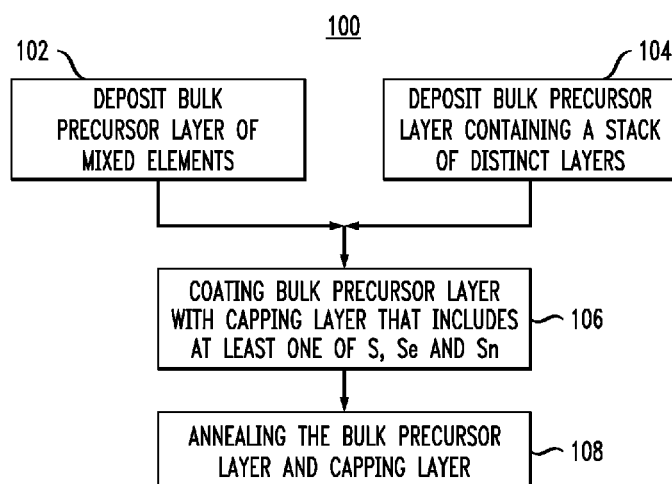 100
102
DEPOSIT BULK
PRECURSOR LAYER OF
MIXED ELEMENTS
104
DEPOSIT BULK PRECURSOR
LAYER CONTAINING A STACK
OF DISTINCT LAYERS
COATING BULK PRECURSOR LAYER
WITH CAPPING LAYER THAT INCLUDES
AT LEAST ONE OF S, Se AND Sn
106
ANNEALING THE BULK PRECURSOR
LAYER AND CAPPING LAYER
108